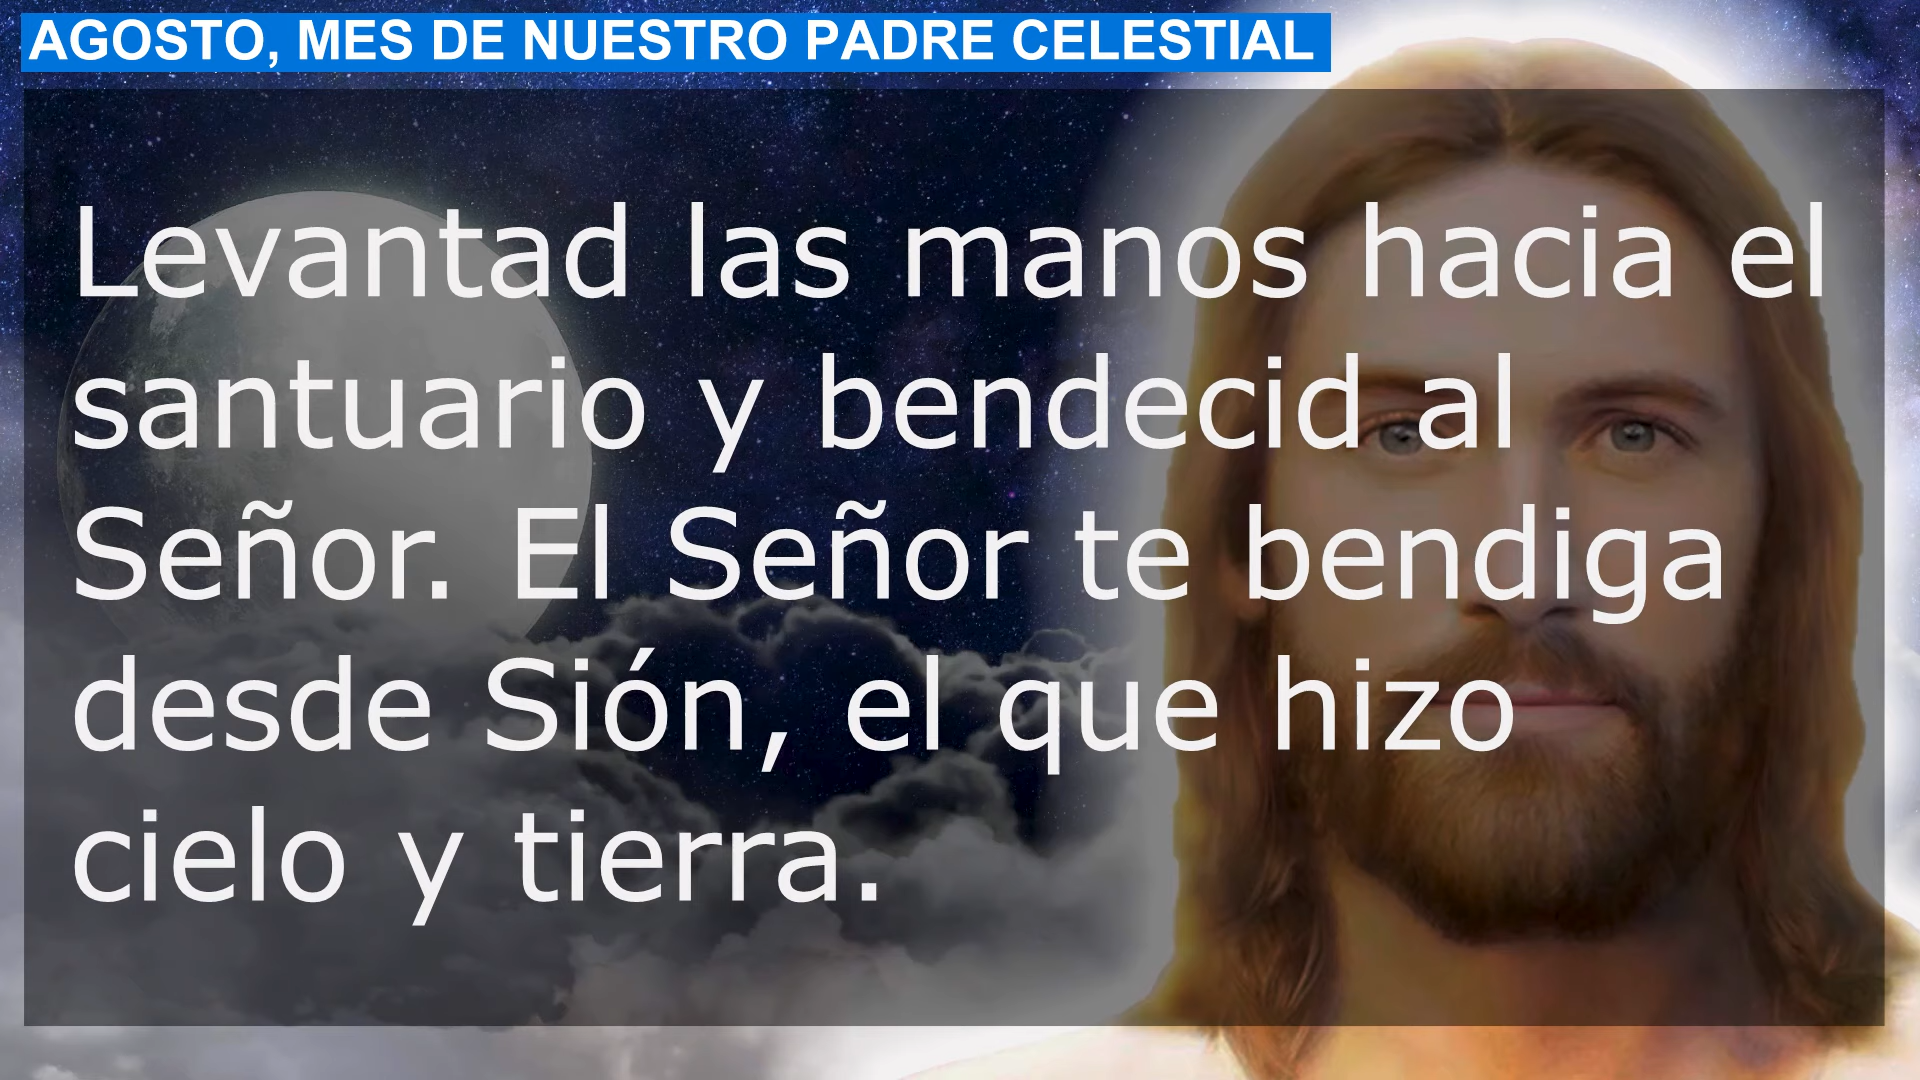 AGOSTO, MES DE NUESTRO PADRE CELESTIAL
Levantad las manos hacia el
santuario y bendecid al
Señor. El Señor te bendiga
desde Sión, el que hizo
cielo y tierra.